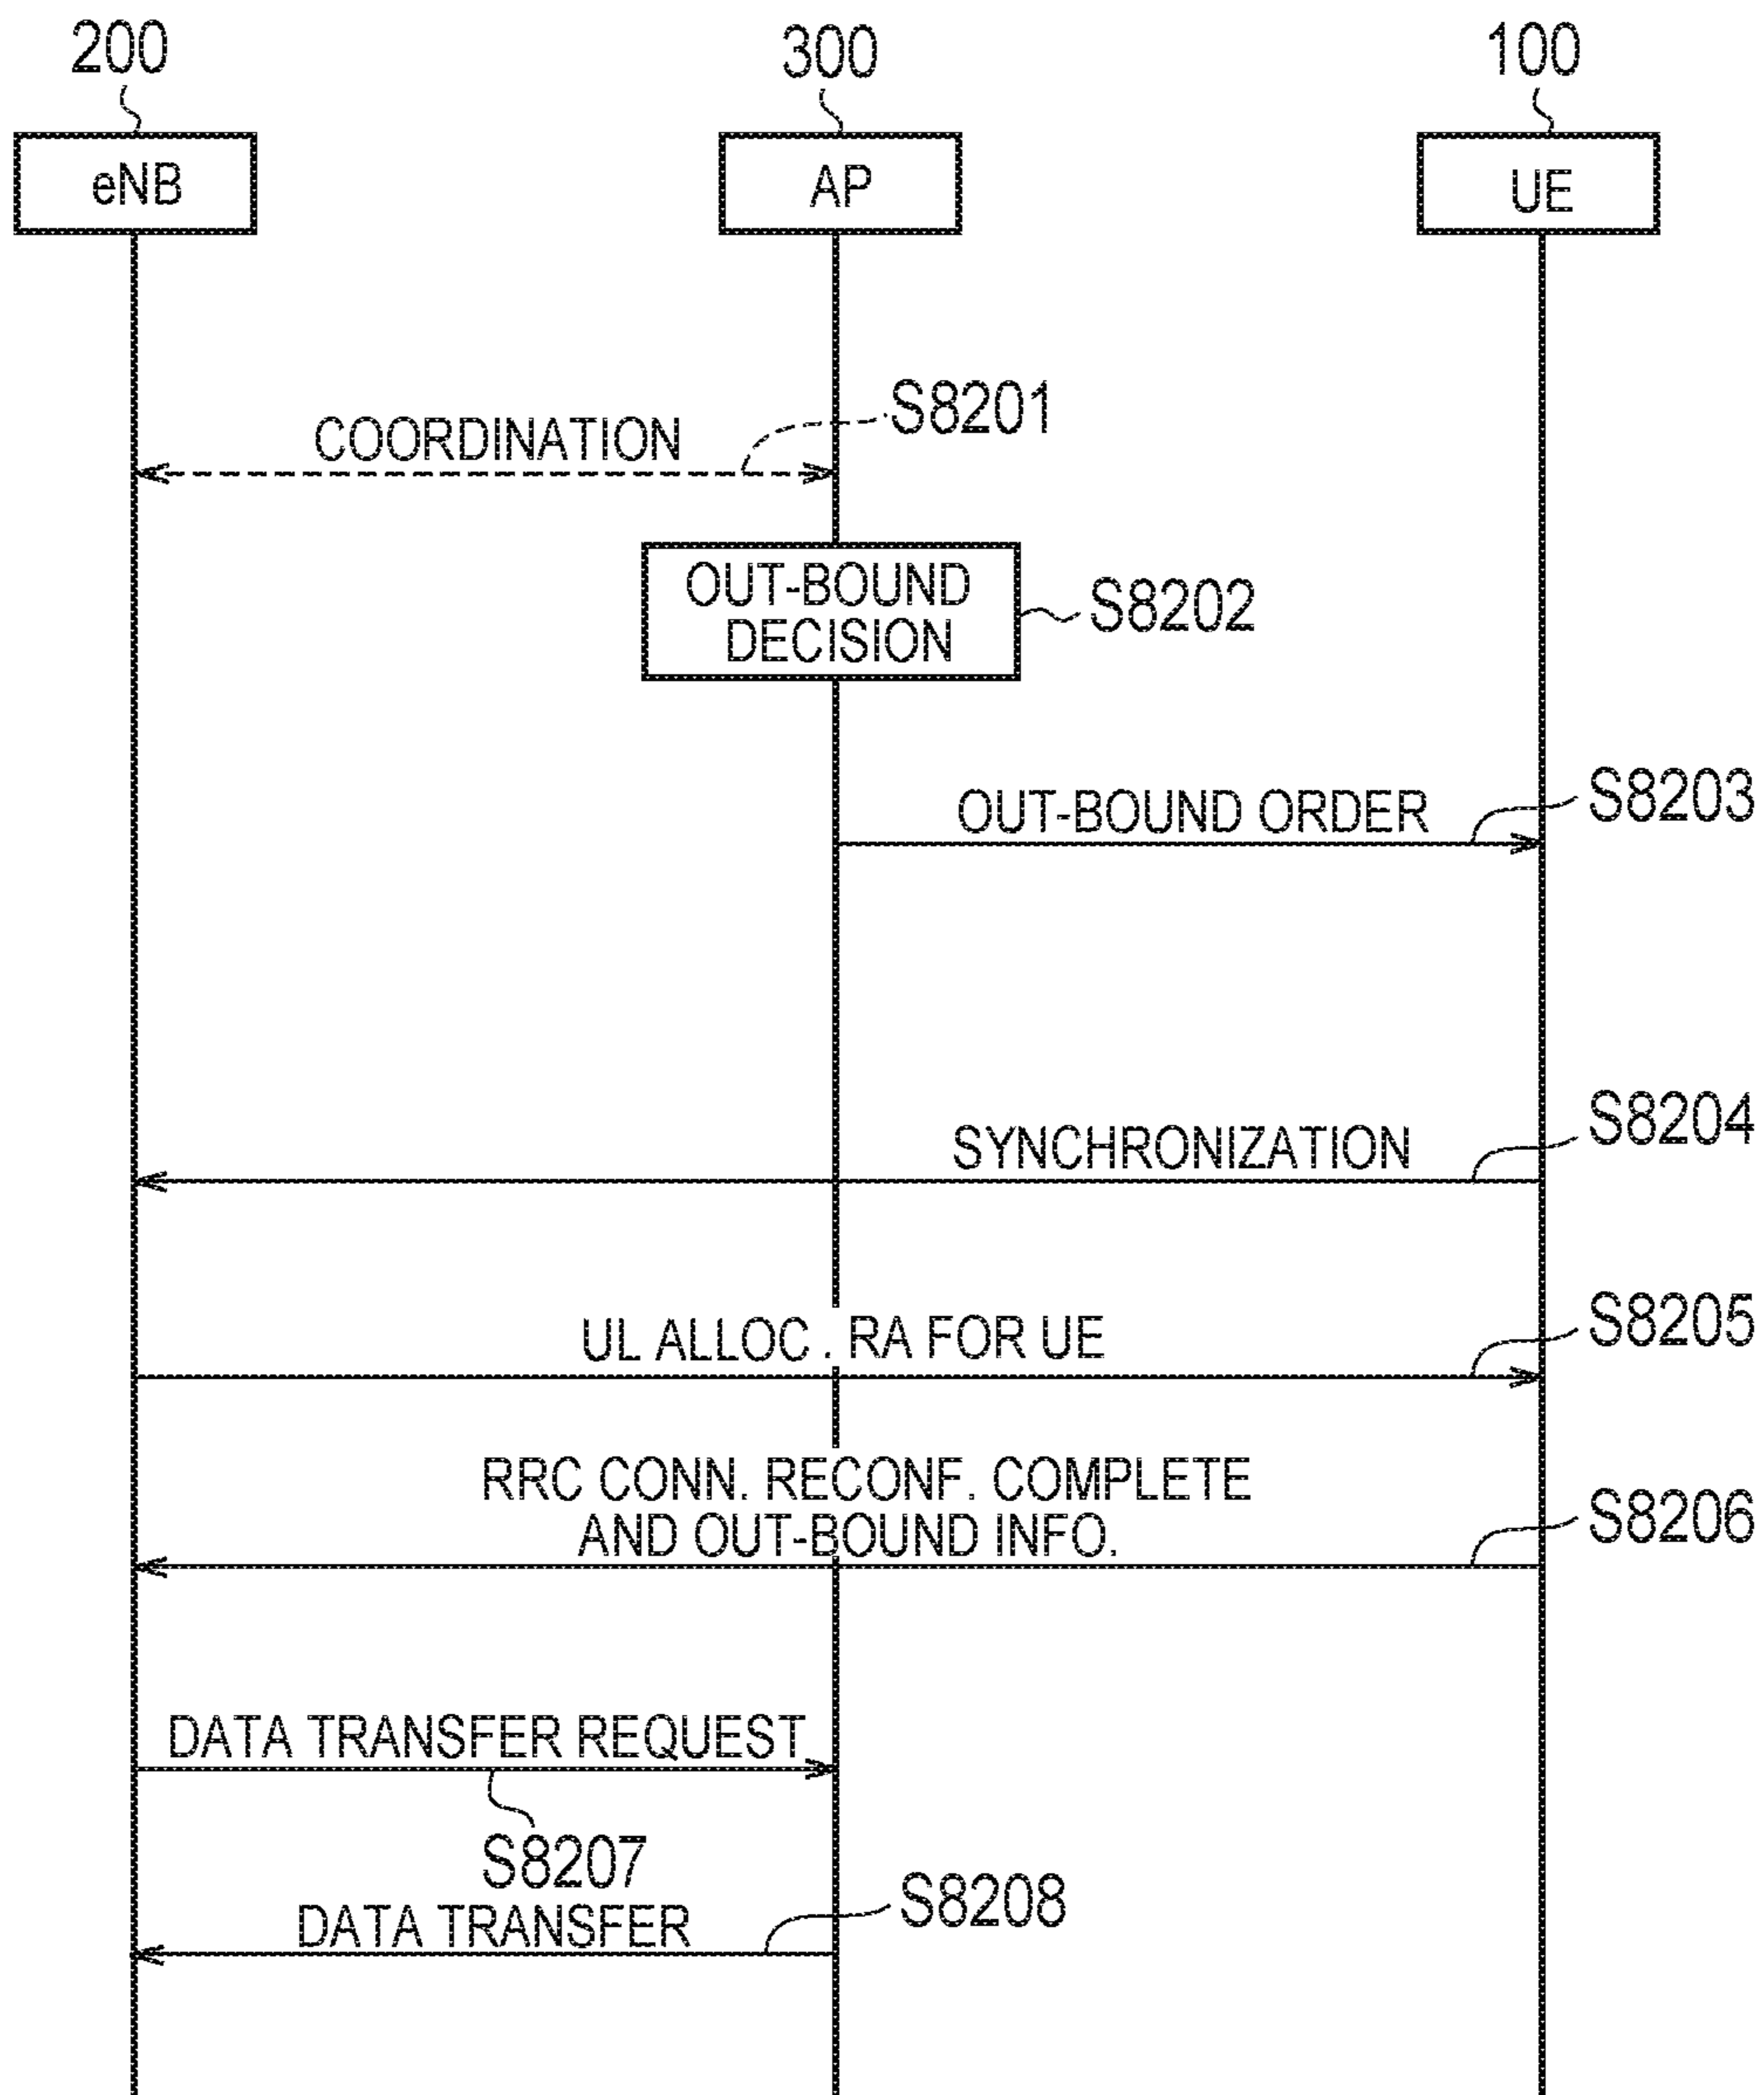 200
300
100
eNB
AP
UE
S8201
COORDINATION
OUT-BOUND
DECISION
S8202
S8203
OUT-BOUND ORDER
S8204
SYNCHRONIZATION
S8205
UL ALLOC . RA FOR UE
RRC CONN. RECONF. COMPLETE
AND OUT-BOUND INFO.
S8206
DATA TRANSFER REQUEST
S8207
S8208
DATA TRANSFER